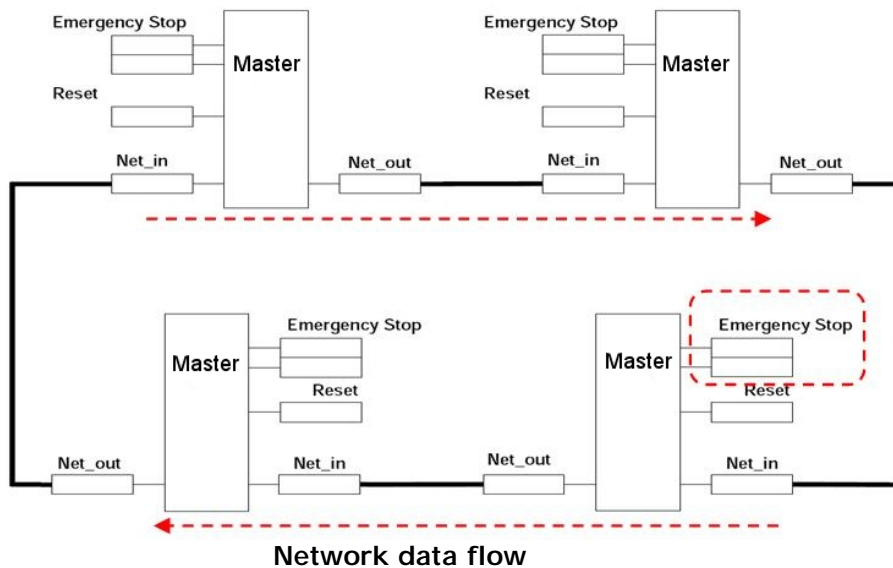 Emergency Stop
Master
Reset
Net_in
Net_out
Emergency Stop
Master
Reset
Net_in
Net_out
Master
Emergency Stop
Reset
Net_out
Net_in
Master
Emergency Stop
Reset
Net_out
Net_in
Network data flow